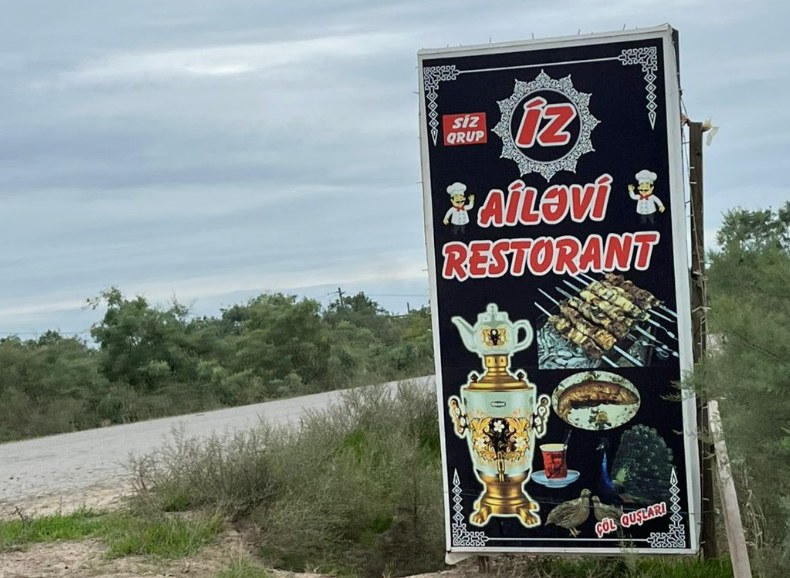 SİZ
QRUP
İZ
AİLƏVİ
RESTORANT
ÇÖL QUŞLARI